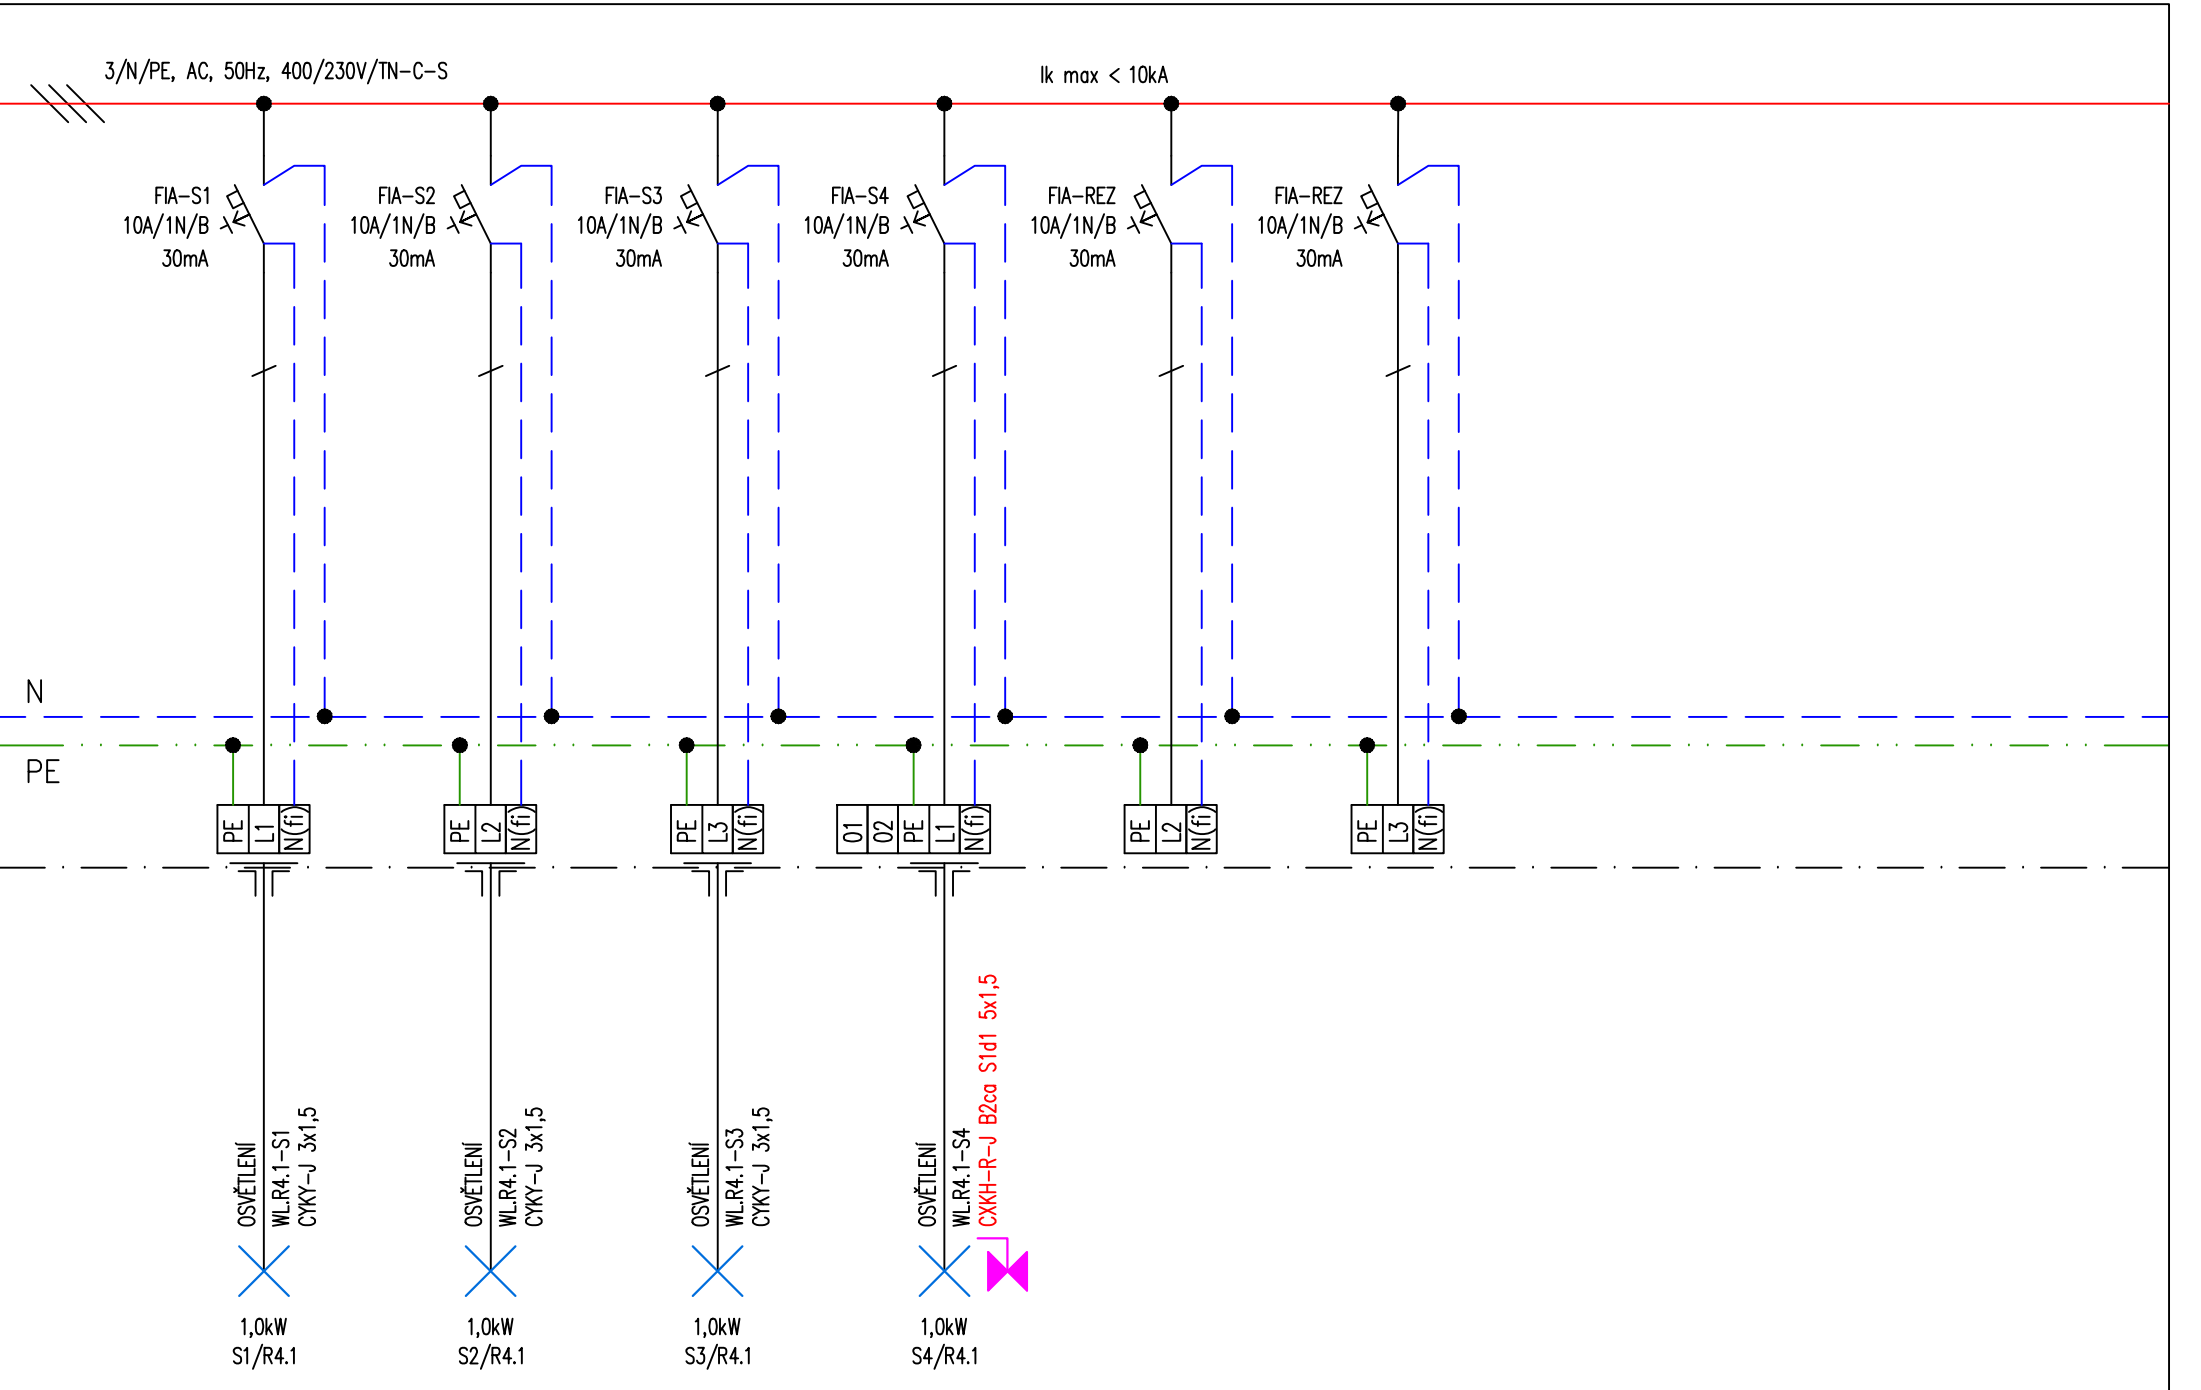 3/N/PE, AC, 50Hz, 400/230V/TN-C-S
Ik max < 10kA
FIA-S1
10A/1N/B
30mA
FIA-S2
10A/1N/B
30mA
FIA-S3
10A/1N/B
30mA
FIA-S4
10A/1N/B
30mA
FIA-REZ
10A/1N/B
30mA
FIA-REZ
10A/1N/B
30mA
N
PE
PE L1 N(fi)
PE L2 N(fi)
PE L3 N(fi)
01 02 PE L1 N(fi)
PE L2 N(fi)
PE L3 N(fi)
OSVĚTLENÍ
WL.R4.1-S1
CYKY-J 3x1,5
OSVĚTLENÍ
WL.R4.1-S2
CYKY-J 3x1,5
OSVĚTLENÍ
WL.R4.1-S3
CYKY-J 3x1,5
OSVĚTLENÍ
WL.R4.1-S4
CXKH-R-J B2ca S1d1 5x1,5
1,0kW
S1/R4.1
1,0kW
S2/R4.1
1,0kW
S3/R4.1
1,0kW
S4/R4.1